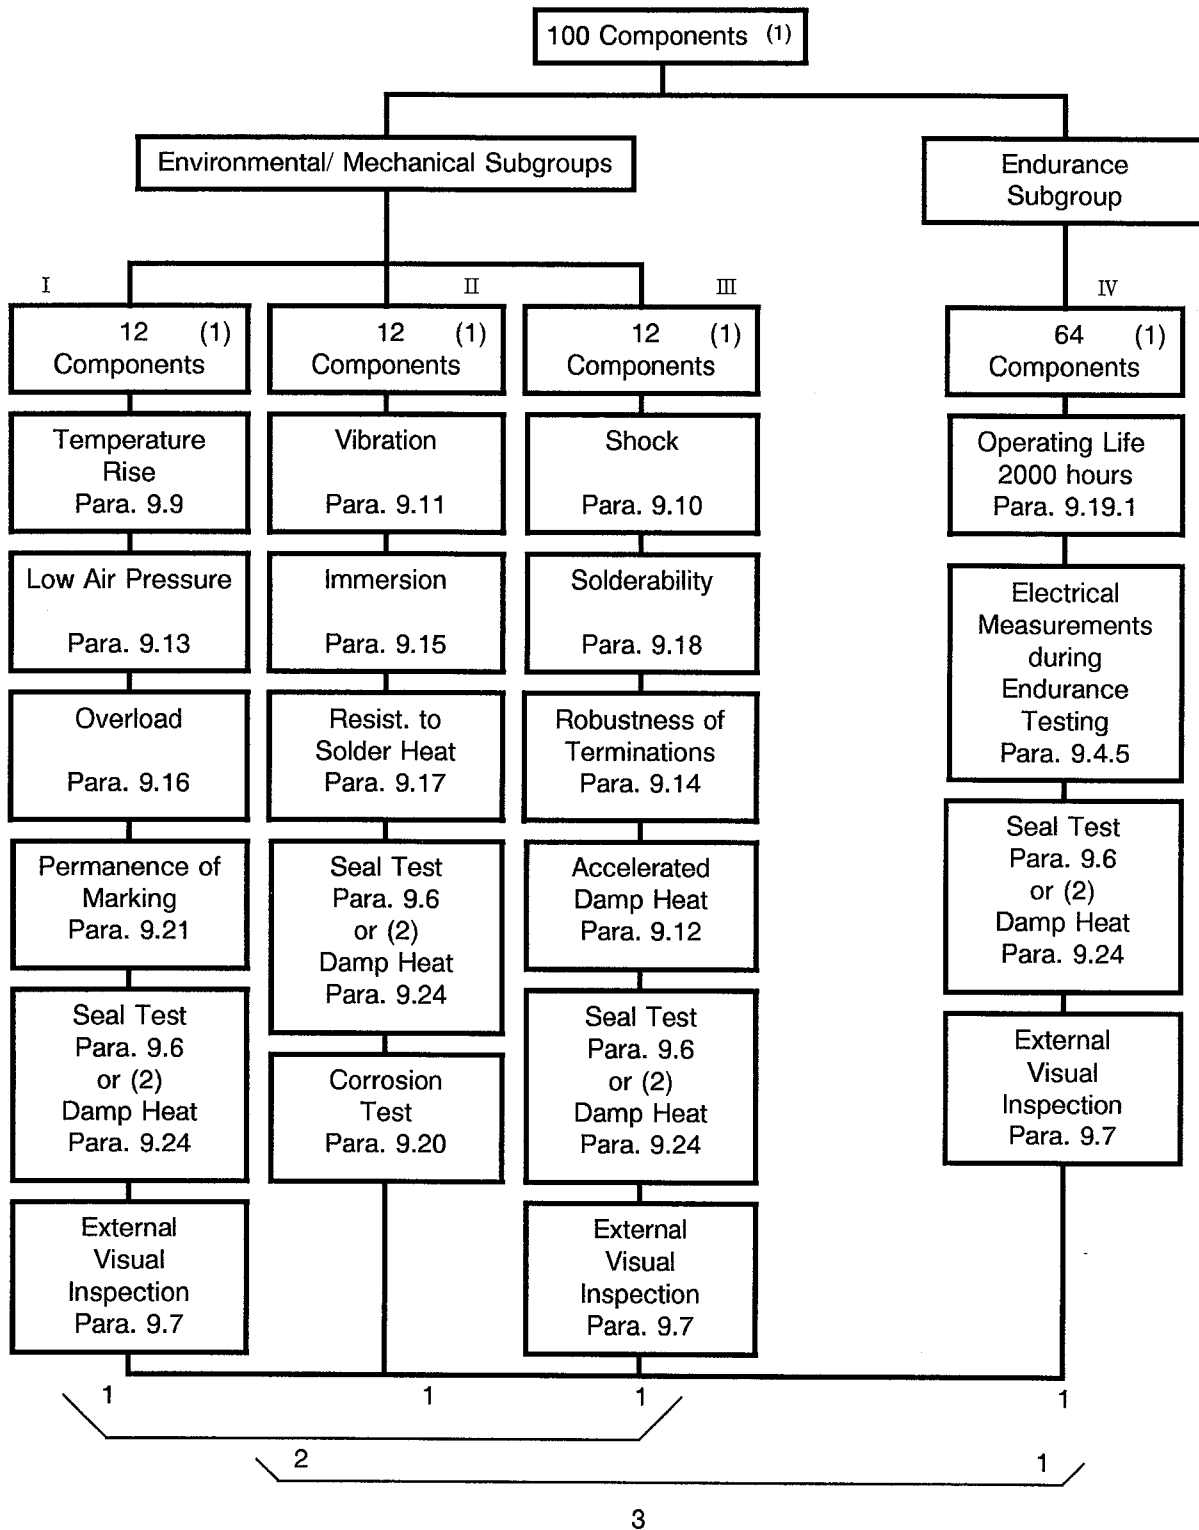 100 Components (1)
Environmental/ Mechanical Subgroups
Endurance
Subgroup
I
12 (1)
Components
Temperature
Rise
Para. 9.9
Low Air Pressure
Para. 9.13
Overload
Para. 9.16
Permanence of
Marking
Para. 9.21
Seal Test
Para. 9.6
or (2)
Damp Heat
Para. 9.24
External
Visual
Inspection
Para. 9.7
II
12 (1)
Components
Vibration
Para. 9.11
Immersion
Para. 9.15
Resist. to
Solder Heat
Para. 9.17
Seal Test
Para. 9.6
or (2)
Damp Heat
Para. 9.24
Corrosion
Test
Para. 9.20
III
12 (1)
Components
Shock
Para. 9.10
Solderability
Para. 9.18
Robustness of
Terminations
Para. 9.14
Accelerated
Damp Heat
Para. 9.12
Seal Test
Para. 9.6
or (2)
Damp Heat
Para. 9.24
External
Visual
Inspection
Para. 9.7
IV
64 (1)
Components
Operating Life
2000 hours
Para. 9.19.1
Electrical
Measurements
during
Endurance
Testing
Para. 9.4.5
Seal Test
Para. 9.6
or (2)
Damp Heat
Para. 9.24
External
Visual
Inspection
Para. 9.7
1 1 1 1
2 1
3